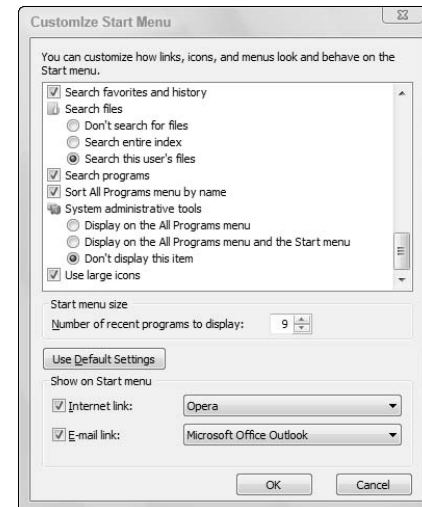 Customize Start Menu
You can customize how links, icons, and menus look and behave on the
Start menu.
Search favorites and history
Search files
Don't search for files
Search entire index
Search this user's files
Search programs
Sort All Programs menu by name
System administrative tools
Display on the All Programs menu
Display on the All Programs menu and the Start menu
Don't display this item
Use large icons
Start menu size
Number of recent programs to display: 9
Use Default Settings
Show on Start menu
Internet link: Opera
E-mail link: Microsoft Office Outlook
OK Cancel